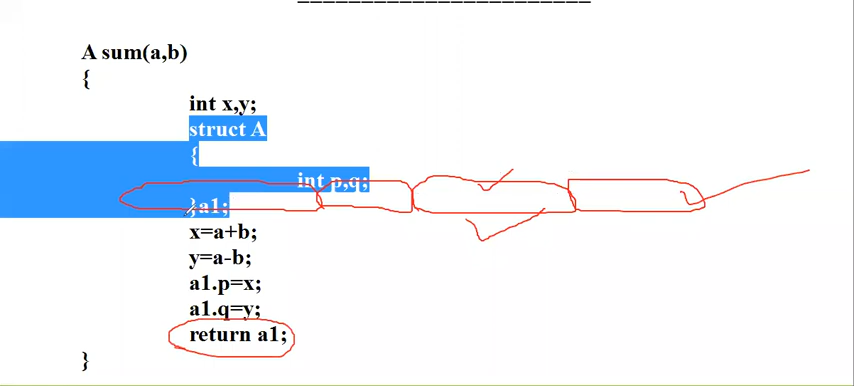 A sum(a,b)
{
int x,y;
struct A
{
int p,q;
}a1;
x=a+b;
y=a-b;
a1.p=x;
a1.q=y;
return a1;
}